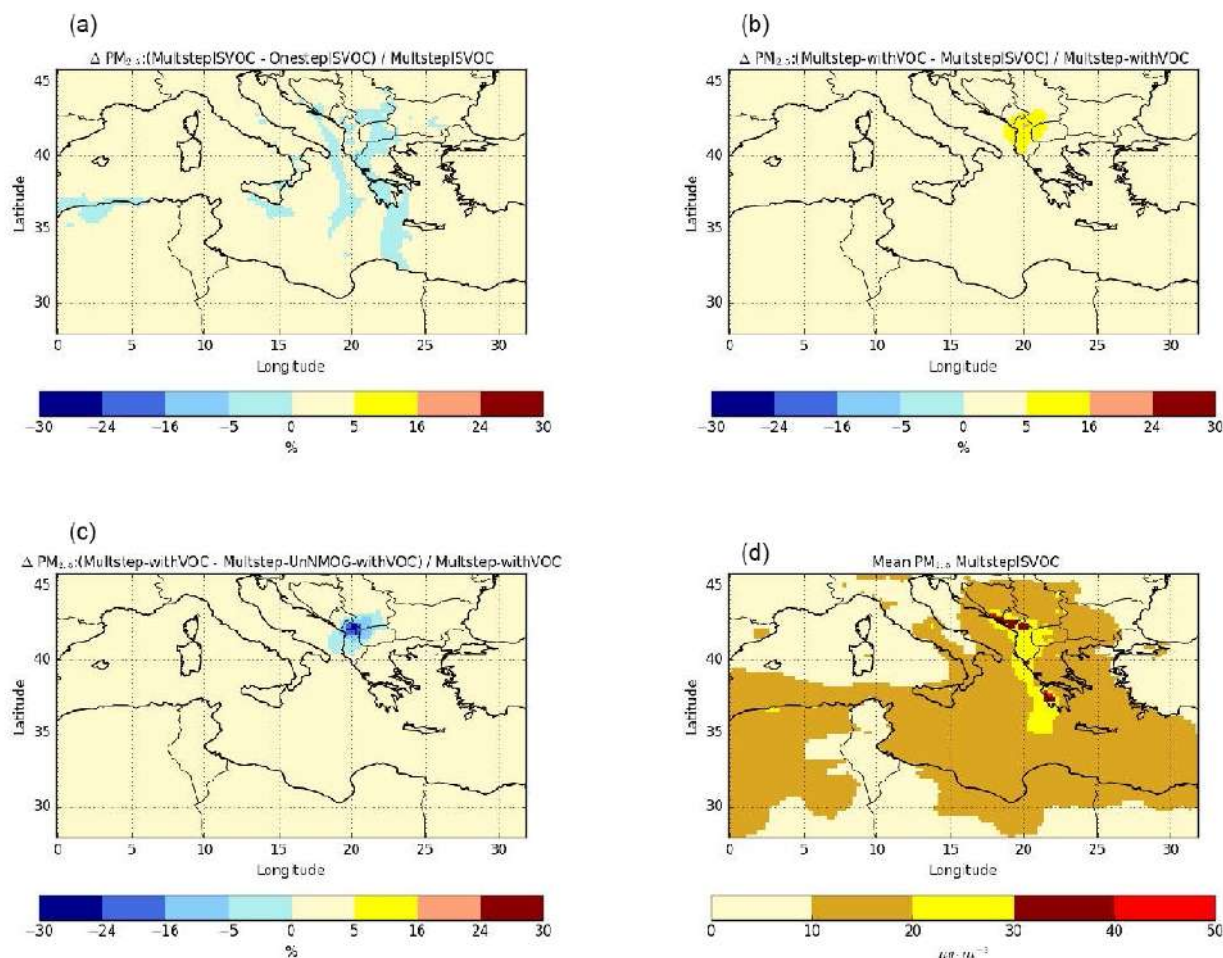 (a)
Δ PM₂.₅:(MultstepISVOC - OnestepISVOC) / MultstepISVOC
45
40
35
30
Latitude
0 5 10 15 20 25 30
Longitude
−30 −24 −16 −5 0 5 16 24 30
%
(b)
Δ PM₂.₅:(Multstep-withVOC - MultstepISVOC) / Multstep-withVOC
45
40
35
30
Latitude
0 5 10 15 20 25 30
Longitude
−30 −24 −16 −5 0 5 16 24 30
%
(c)
Δ PM₂.₅:(Multstep-withVOC - Multstep-UnNMOG-withVOC) / Multstep-withVOC
45
40
35
30
Latitude
0 5 10 15 20 25 30
Longitude
−30 −24 −16 −5 0 5 16 24 30
%
(d)
Mean PM₂.₅ MultstepISVOC
45
40
35
30
Latitude
0 5 10 15 20 25 30
Longitude
0 10 20 30 40 50